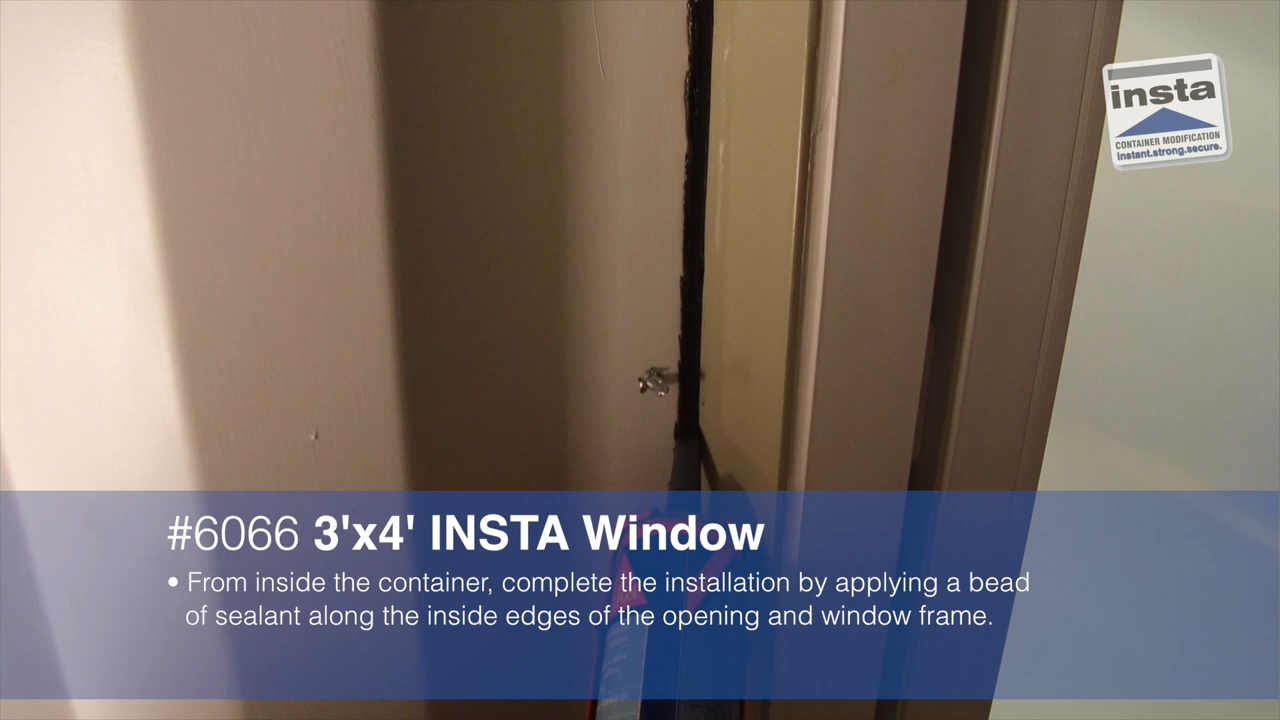 insta
CONTAINER MODIFICATION
instant.strong.secure.
#6066 3'x4' INSTA Window
• From inside the container, complete the installation by applying a bead
of sealant along the inside edges of the opening and window frame.